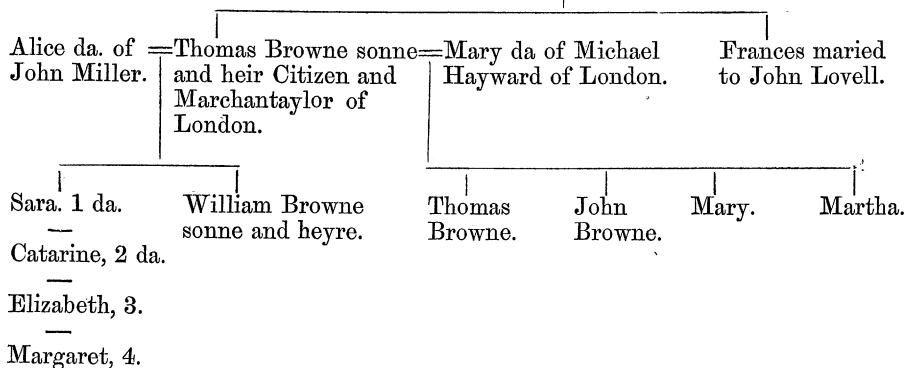 Alice da. of
John Miller.
=Thomas Browne sonne=
and heir Citizen and
Marchantaylor of
London.
Mary da of Michael
Hayward of London.
Frances maried
to John Lovell.
Sara. 1 da.
Catarine, 2 da.
Elizabeth, 3.
Margaret, 4.
William Browne
sonne and heyre.
Thomas
Browne.
John
Browne.
Mary.
Martha.